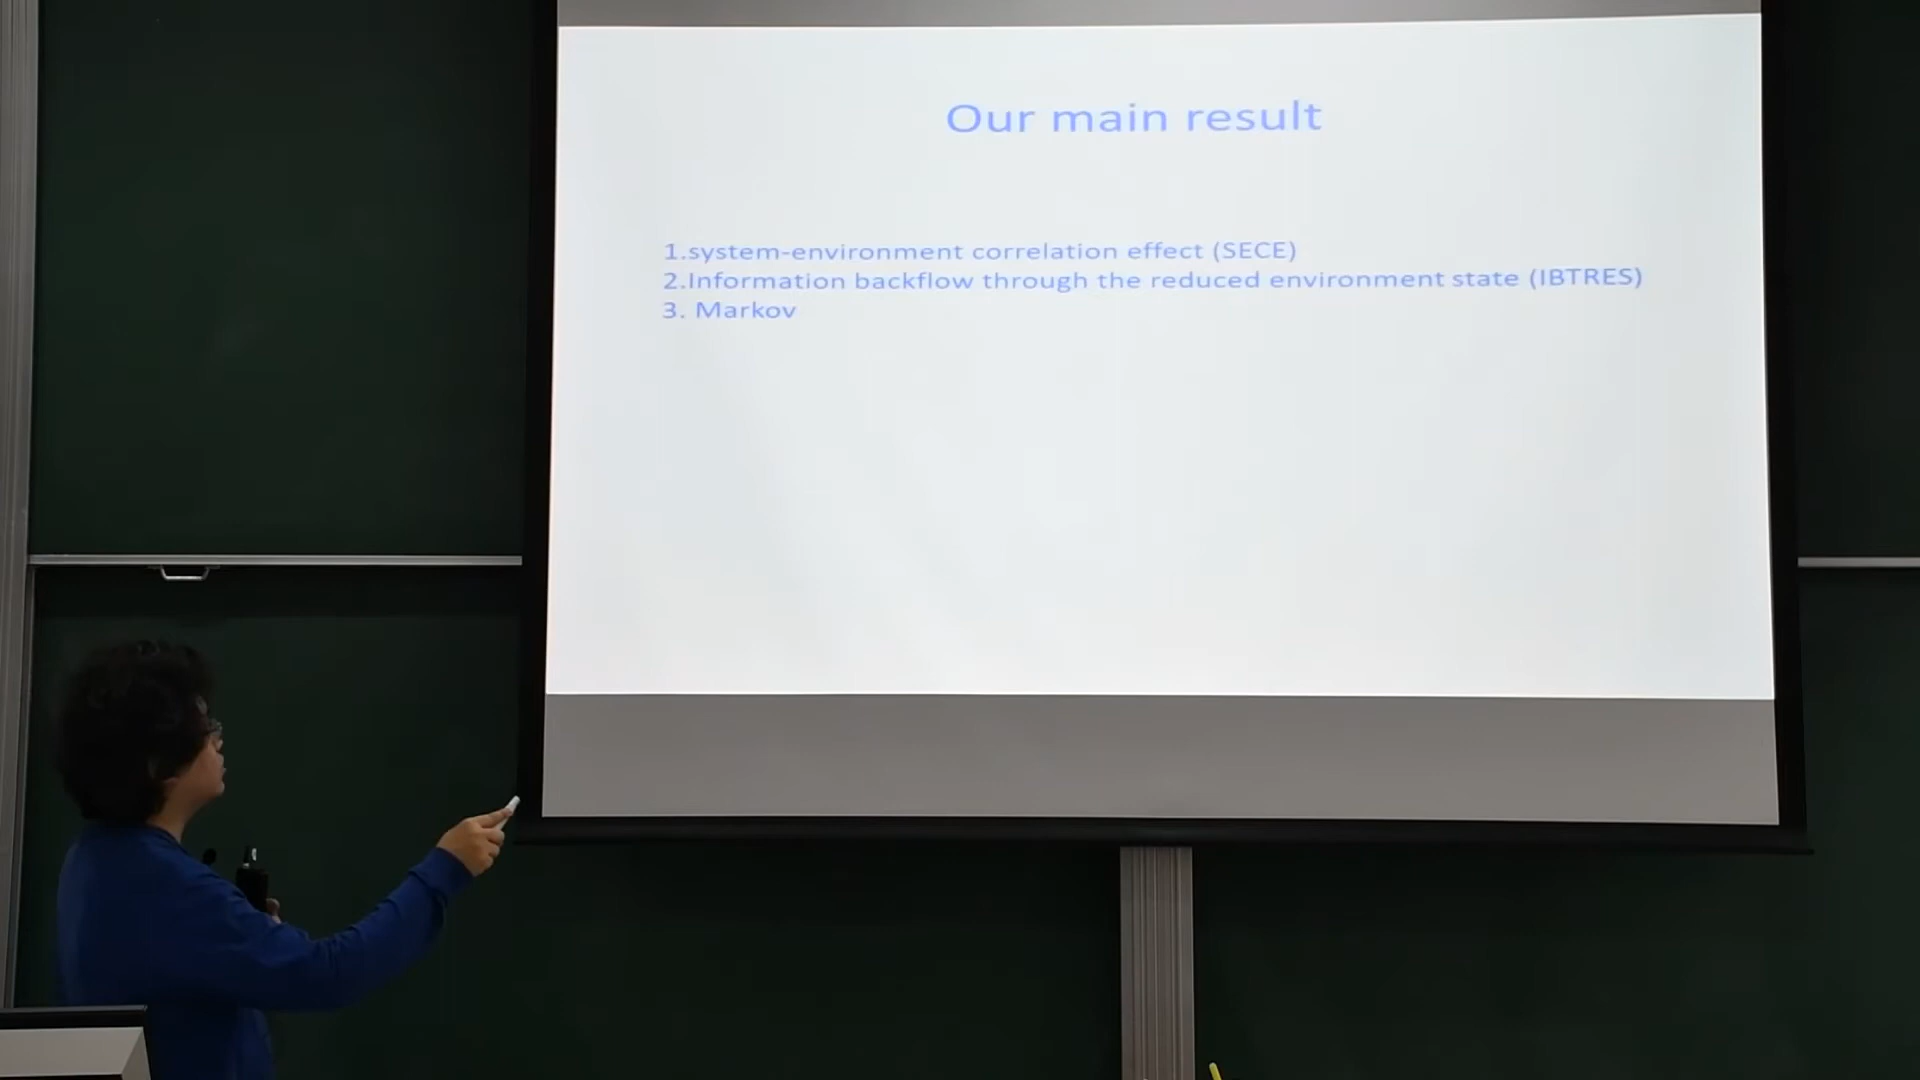 Our main result
1.system-environment correlation effect (SECE)
2.Information backflow through the reduced environment state (IBTRES)
3. Markov